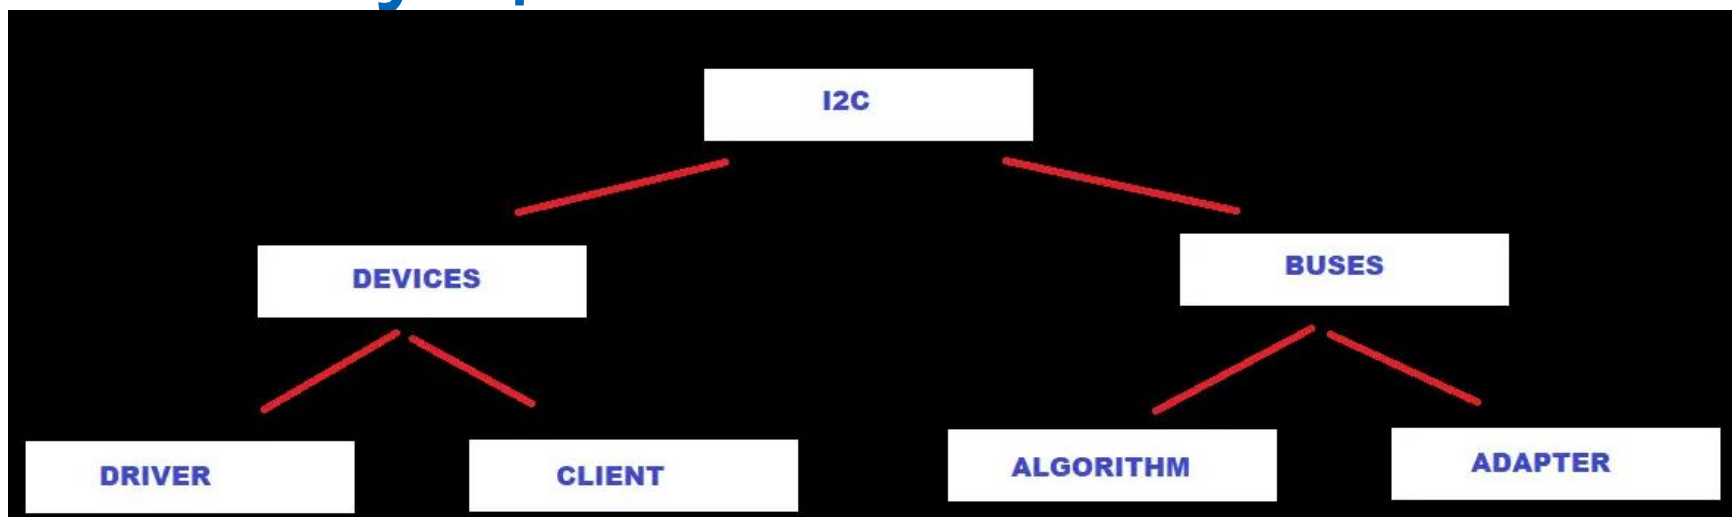 I2C
DEVICES
BUSES
DRIVER
CLIENT
ALGORITHM
ADAPTER